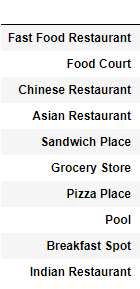 Fast Food Restaurant
Food Court
Chinese Restaurant
Asian Restaurant
Sandwich Place
Grocery Store
Pizza Place
Pool
Breakfast Spot
Indian Restaurant